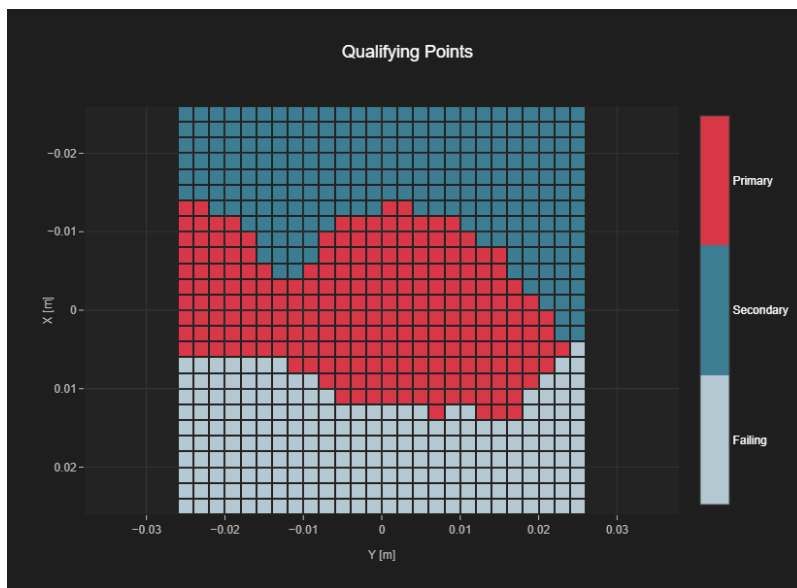 Qualifying Points
−0.02
−0.01
0
0.01
0.02
X [m]
−0.03
−0.02
−0.01
0
0.01
0.02
0.03
Y [m]
Primary
Secondary
Failing